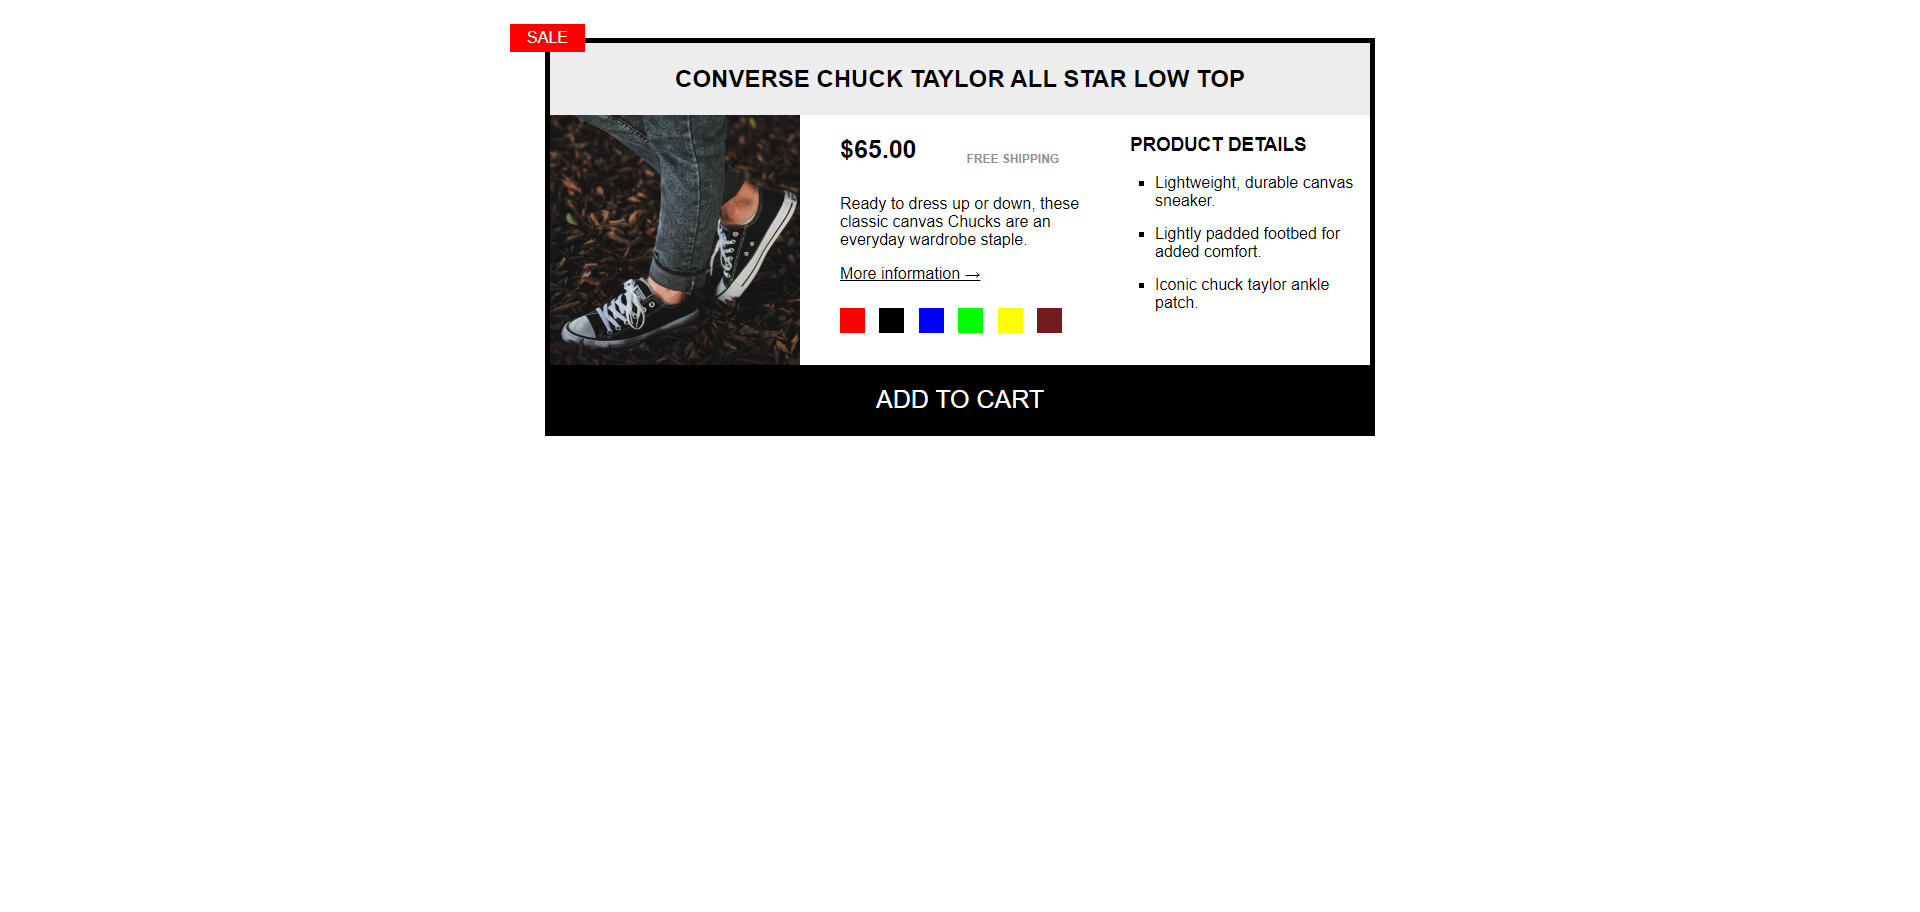 SALE
CONVERSE CHUCK TAYLOR ALL STAR LOW TOP
$65.00
FREE SHIPPING
Ready to dress up or down, these
classic canvas Chucks are an
everyday wardrobe staple.
More information →
PRODUCT DETAILS
Lightweight, durable canvas
sneaker.
Lightly padded footbed for
added comfort.
Iconic chuck taylor ankle
patch.
ADD TO CART